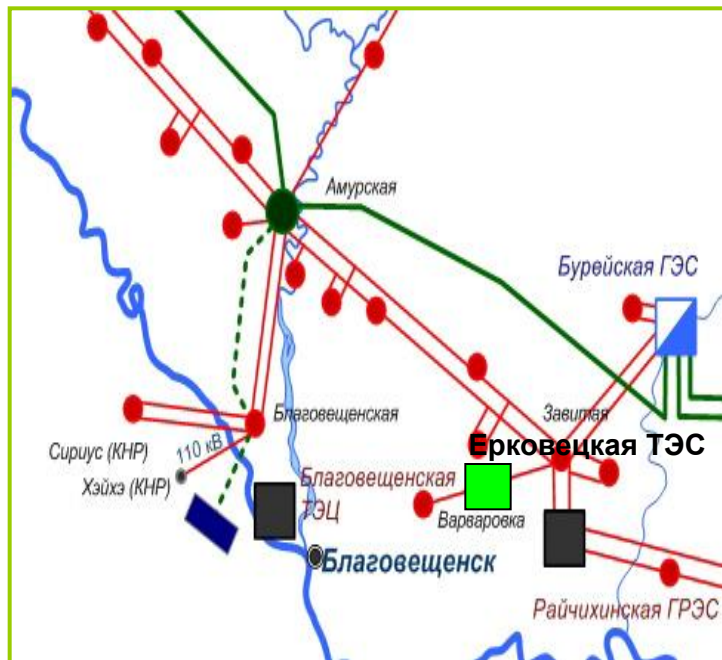 Амурская
Бурейская ГЭС
Благовещенская
Завитая
Ерковецкая ТЭС
Сириус (КНР)
110 кВ
Хэйхэ (КНР)
Благовещенская
ТЭЦ
Варваровка
Благовещенск
Райчихинская ГРЭС